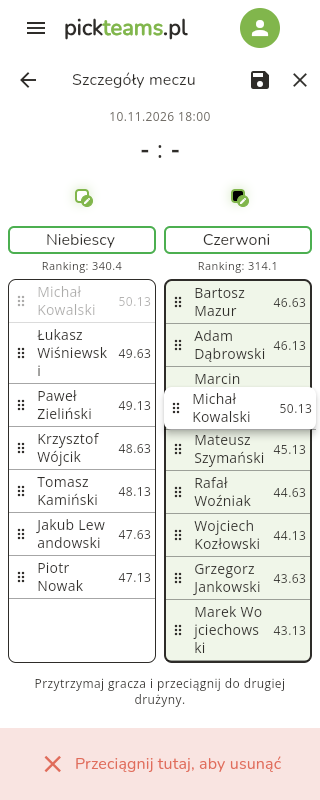 pickteams.pl
Szczegóły meczu
10.11.2026 18:00
- : -
Niebiescy
Czerwoni
Ranking: 340.4
Ranking: 314.1
Michał
Kowalski
50.13
Łukasz
Wiśniewsk
i
49.63
Paweł
Zieliński
49.13
Krzysztof
Wójcik
48.63
Tomasz
Kamiński
48.13
Jakub Lew
andowski
47.63
Piotr
Nowak
47.13
Bartosz
Mazur
46.63
Adam
Dąbrowski
46.13
Marcin
Michał
Kowalski
50.13
Mateusz
Szymański
45.13
Rafał
Woźniak
44.63
Wojciech
Kozłowski
44.13
Grzegorz
Jankowski
43.63
Marek Wo
jciechows
ki
43.13
Przytrzymaj gracza i przeciągnij do drugiej
drużyny.
Przeciągnij tutaj, aby usunąć